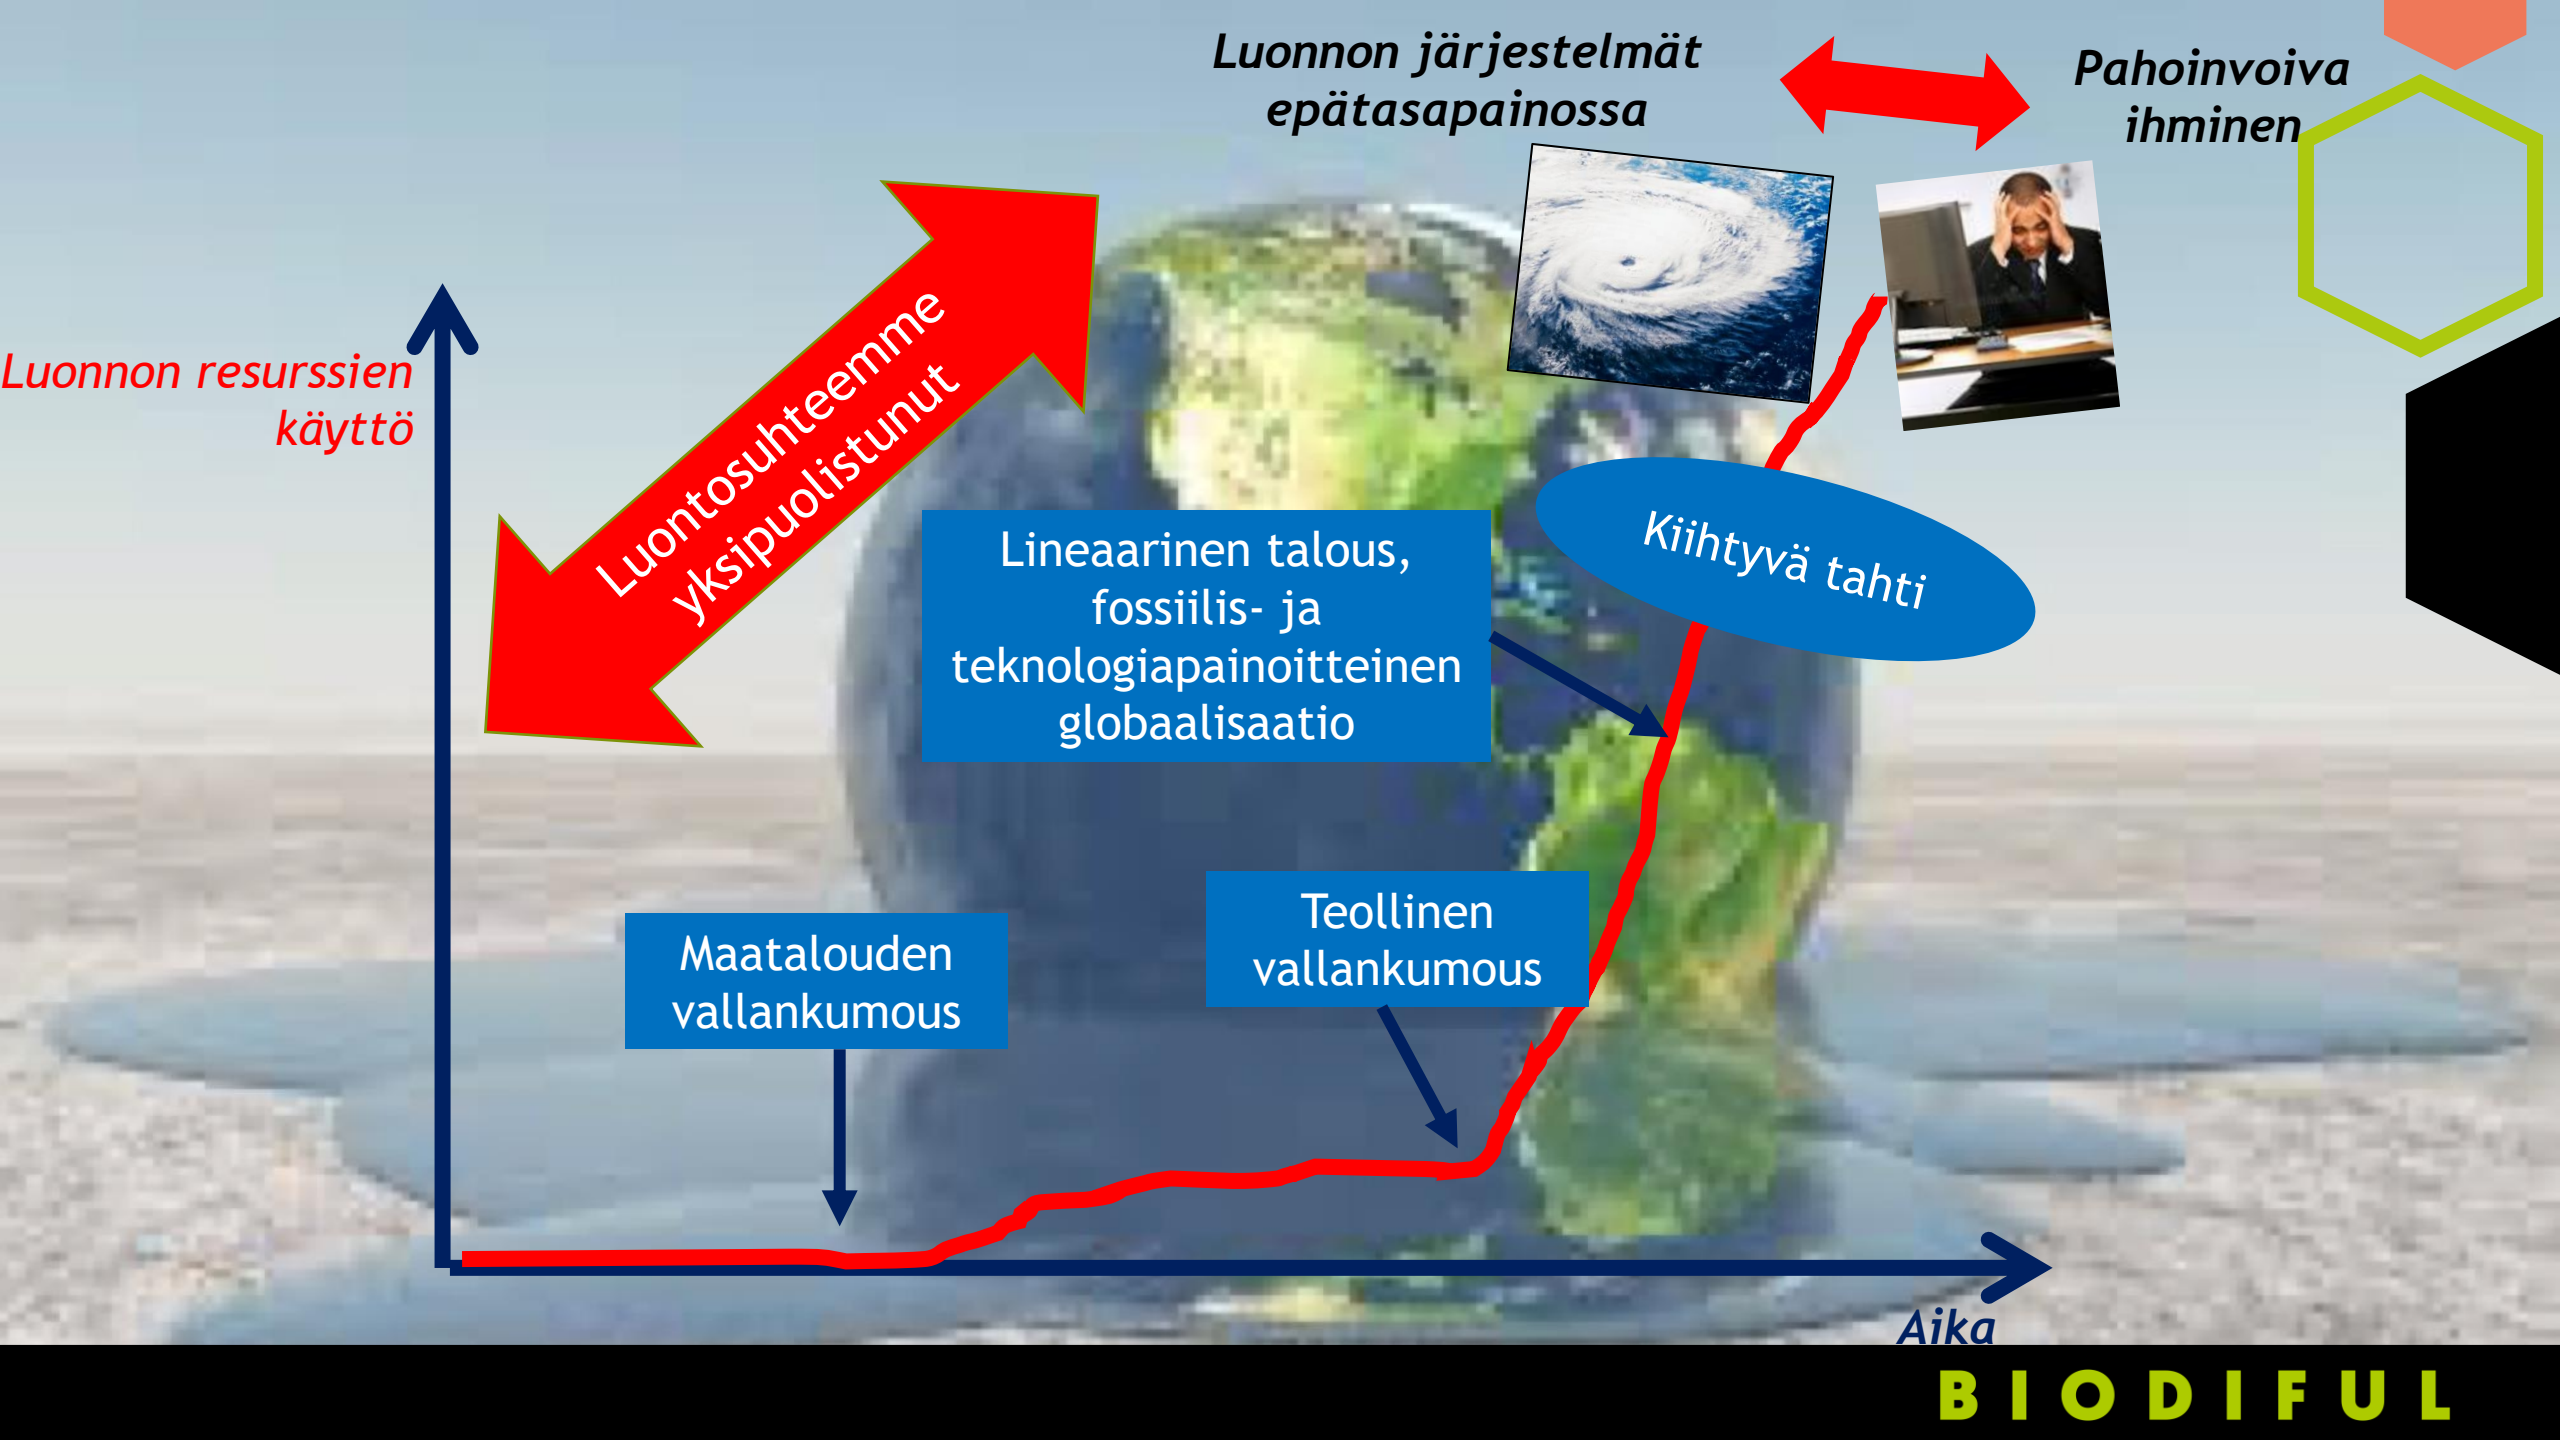 Luonnon järjestelmät
epätasapainossa
Pahoinvoiva
ihminen
Luonnon resurssien
käyttö
Luontosuhteemme
yksipuolistunut
Kiihtyvä tahti
Lineaarinen talous,
fossiilis- ja
teknologiapainoitteinen
globaalisaatio
Teollinen
vallankumous
Maatalouden
vallankumous
Aika
BIODIFUL